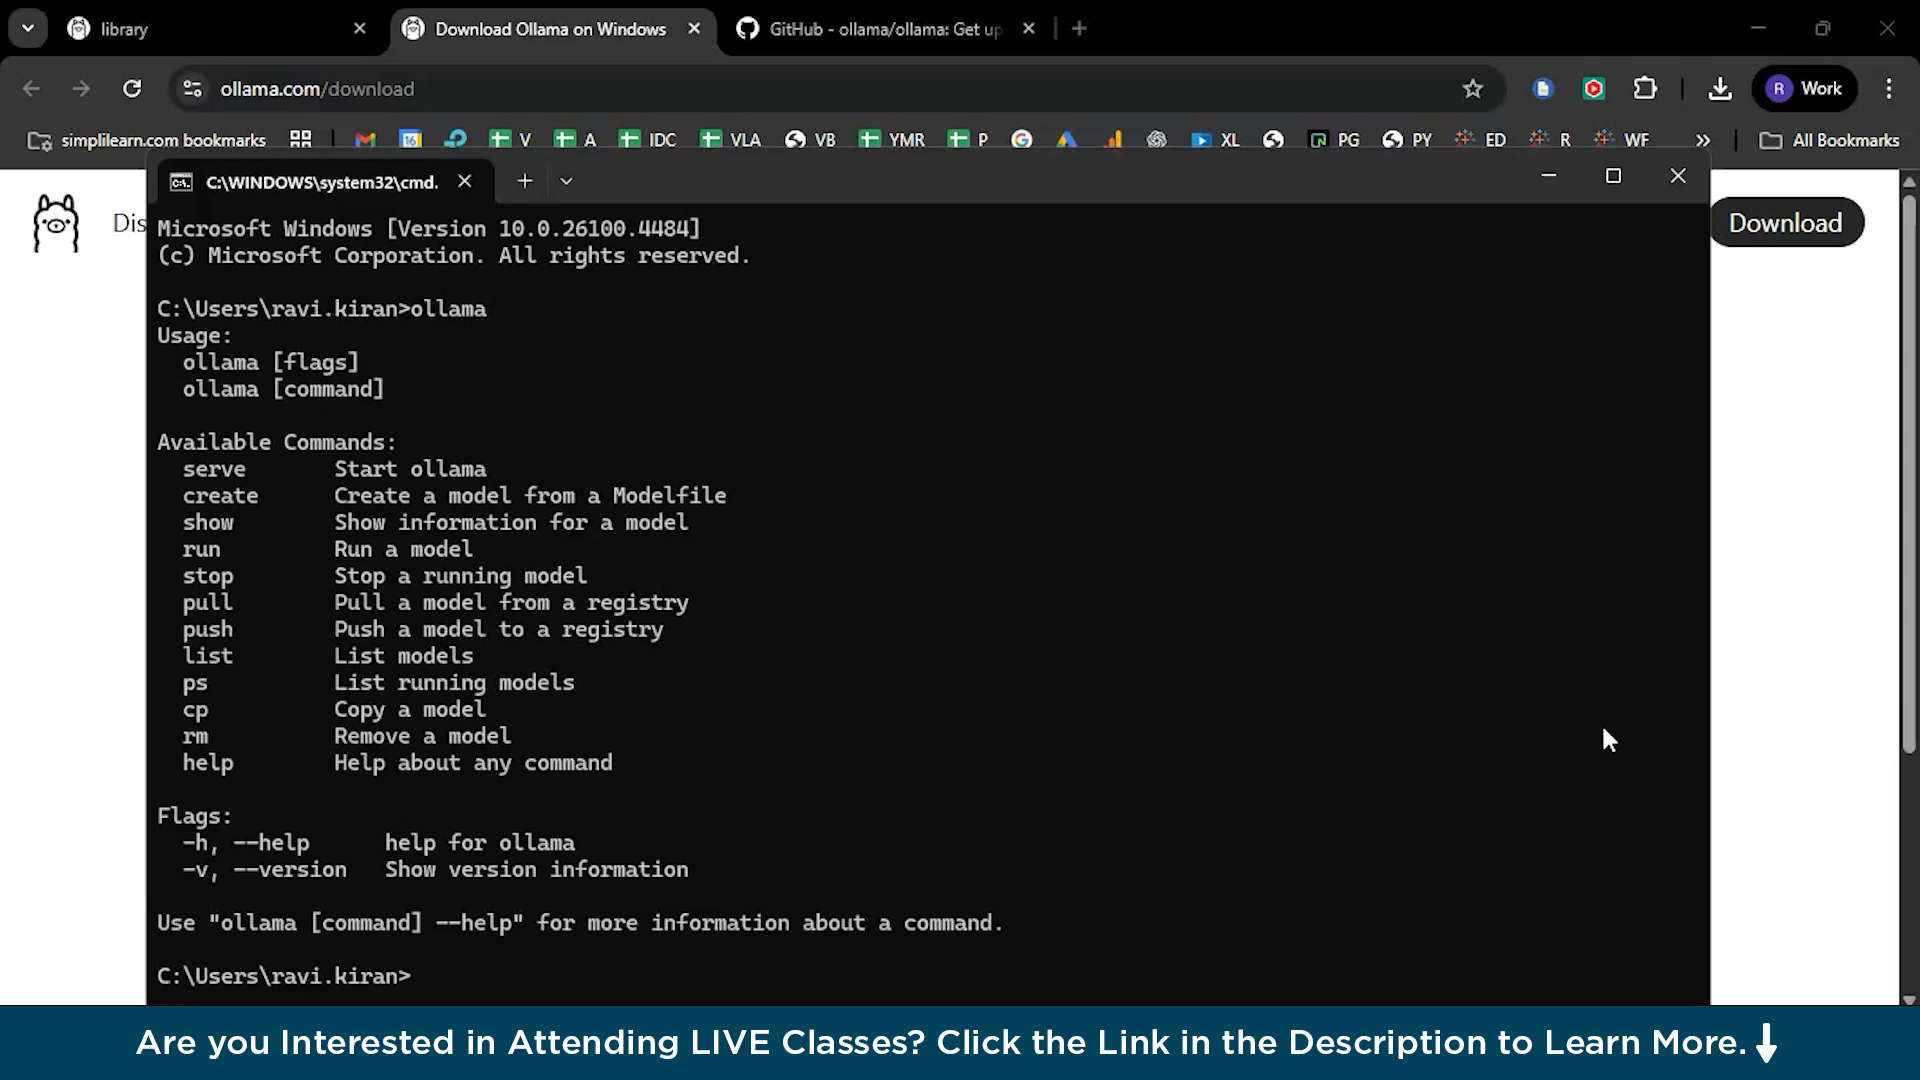 library
Download Ollama on Windows
GitHub - ollama/ollama: Get up
ollama.com/download
R Work
simplilearn.com bookmarks 16 V A IDC VLA VB YMR P XL PG PY ED R WF » All Bookmarks
C:\WINDOWS\system32\cmd.
Dis
Download
Microsoft Windows [Version 10.0.26100.4484]
(c) Microsoft Corporation. All rights reserved.
C:\Users\ravi.kiran>ollama
Usage:
ollama [flags]
ollama [command]
Available Commands:
serve Start ollama
create Create a model from a Modelfile
show Show information for a model
run Run a model
stop Stop a running model
pull Pull a model from a registry
push Push a model to a registry
list List models
ps List running models
cp Copy a model
rm Remove a model
help Help about any command
Flags:
-h, --help help for ollama
-v, --version Show version information
Use "ollama [command] --help" for more information about a command.
C:\Users\ravi.kiran>
Are you Interested in Attending LIVE Classes? Click the Link in the Description to Learn More.